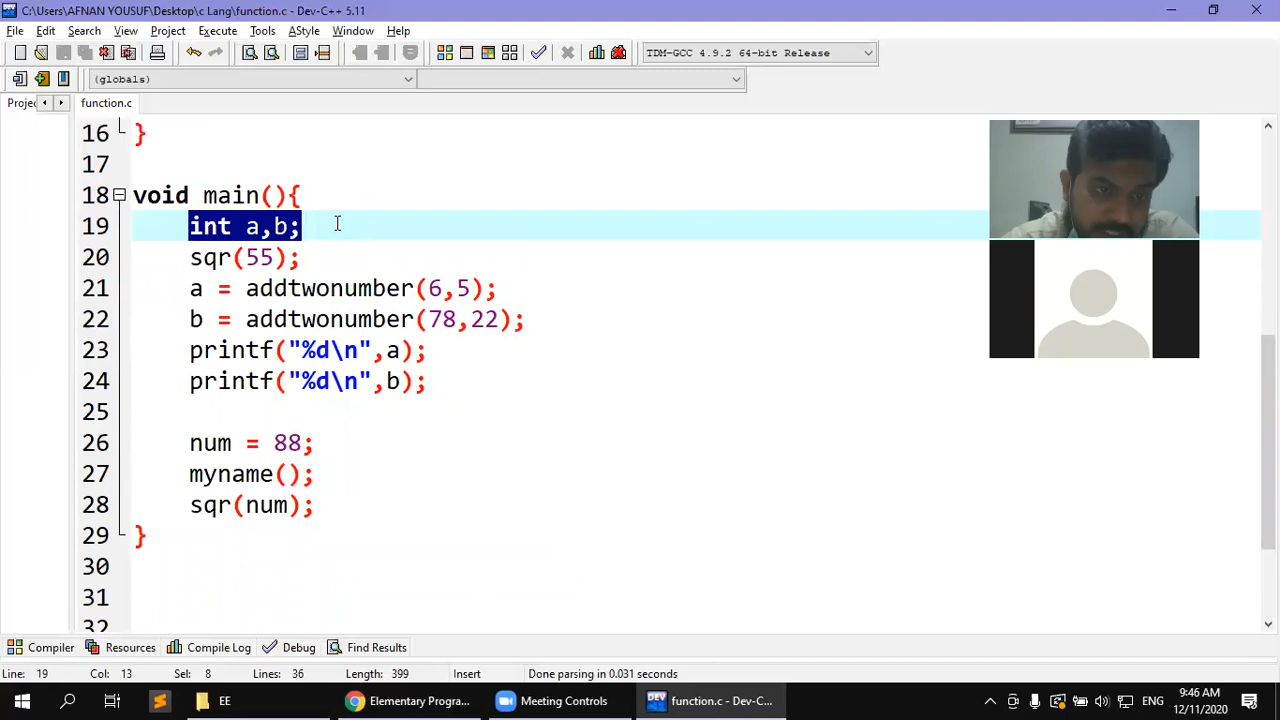 C:\Users\AFNAN YOUSUF\Desktop\c Lang\function.c - Dev-C++ 5.11
File Edit Search View Project Execute Tools AStyle Window Help
TDM-GCC 4.9.2 64-bit Release
(globals)
Projec function.c
16 }
17
18 void main(){
19 int a,b;
20 sqr(55);
21 a = addtwonumber(6,5);
22 b = addtwonumber(78,22);
23 printf("%d\n",a);
24 printf("%d\n",b);
25
26 num = 88;
27 myname();
28 sqr(num);
29 }
30
31
32
Compiler Resources Compile Log Debug Find Results
Line: 19 Col: 13 Sel: 8 Lines: 36 Length: 399 Insert Done parsing in 0.031 seconds
EE Elementary Progra... Meeting Controls function.c - Dev-C... ENG 9:46 AM
12/11/2020